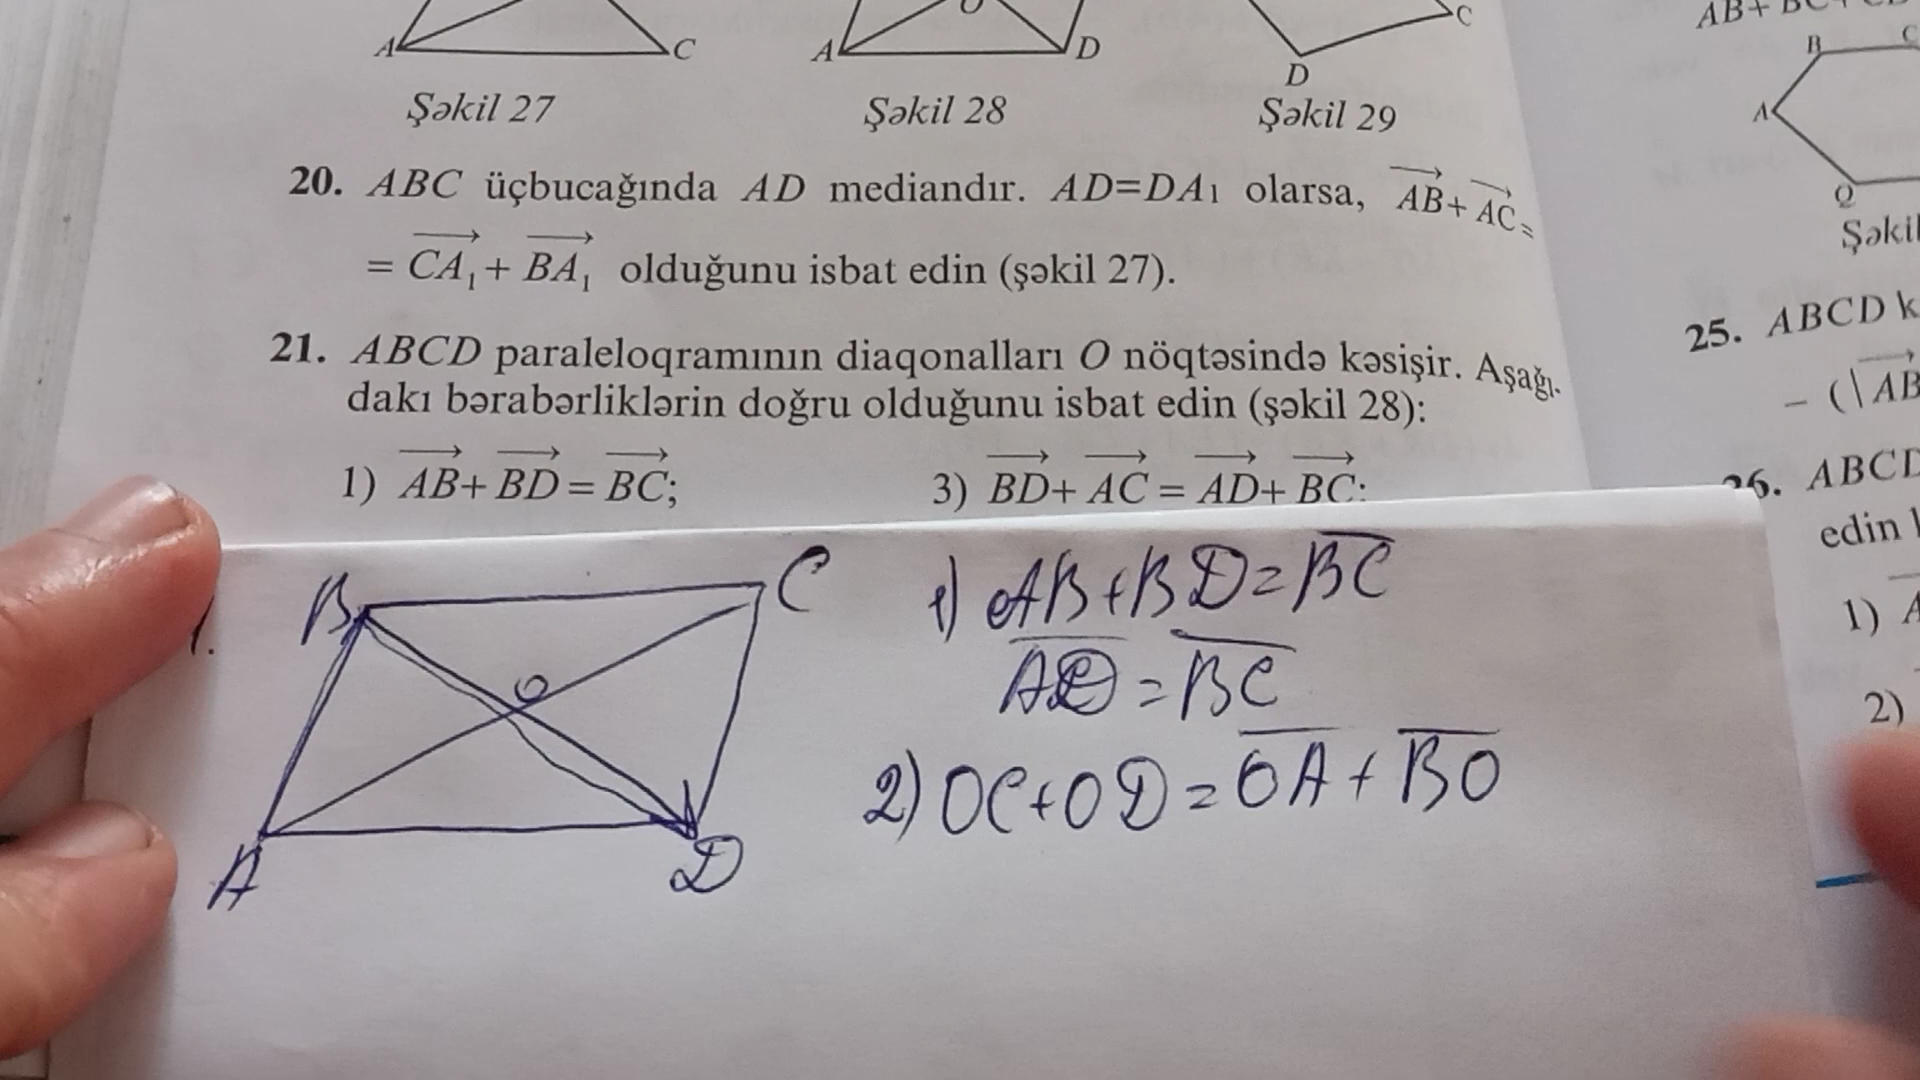 A C
A O D
D C
Şəkil 27
Şəkil 28
Şəkil 29
20. ABC üçbucağında AD mediandır. AD=DA₁ olarsa, AB+AC=
= CA₁+ BA₁ olduğunu isbat edin (şəkil 27).
21. ABCD paraleloqramının diaqonalları O nöqtəsində kəsişir. Aşağı-
dakı bərabərliklərin doğru olduğunu isbat edin (şəkil 28):
1) AB+BD=BC;
3) BD+AC=AD+BC;
B C
O
A D
1) AB+BD=BC
AD=BC
2) OC+OD=OA+BO
B C
A
Q
25. ABCD
– (|AB
26. ABCD
edin
1)
2)